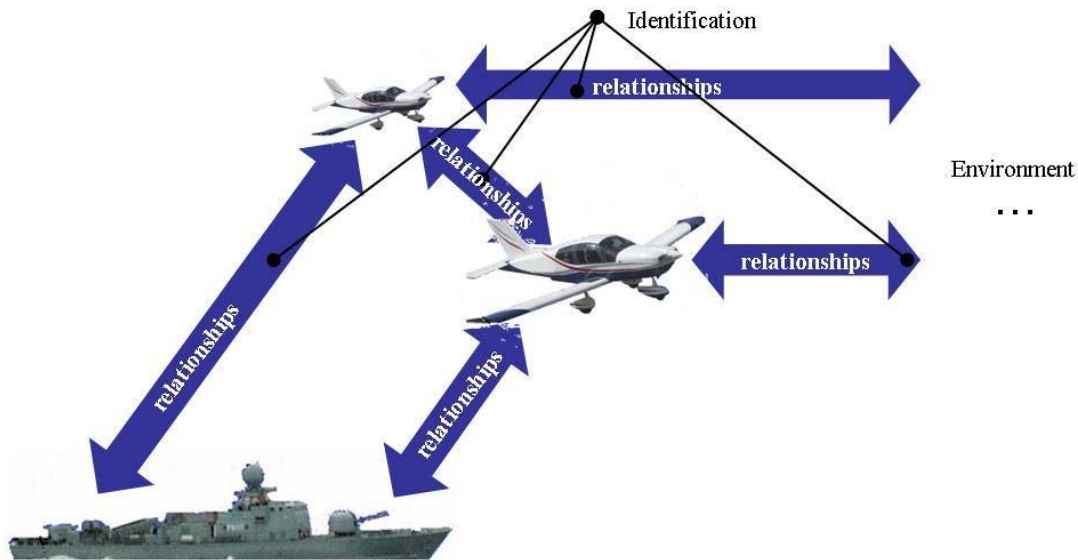 Identification
relationships
relationships
Environment
...
relationships
relationships
relationships